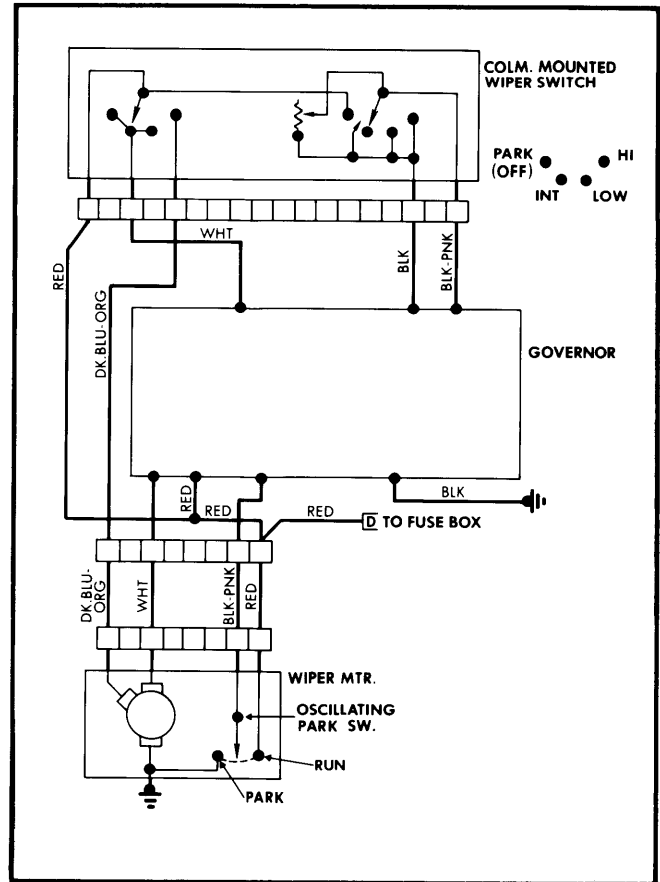 COLM. MOUNTED
WIPER SWITCH
PARK
(OFF)
HI
INT
LOW
WHT
RED
BLK
BLK-PNK
DK.BLU-ORG
GOVERNOR
RED
BLK
RED
RED
D TO FUSE BOX
DK.BLU-
ORG
WHT
BLK-PNK
RED
WIPER MTR.
OSCILLATING
PARK SW.
RUN
PARK